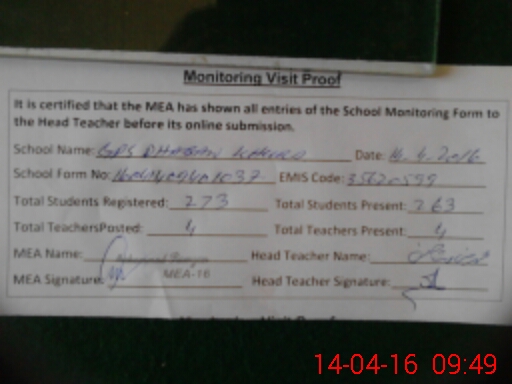 Monitoring Visit Proof
It is certified that the MEA has shown all entries of the School Monitoring Form to
the Head Teacher before its online submission.
School Name: GPS Date: 14.4.2016
School Form No: EMIS Code:
Total Students Registered: 273 Total Students Present: 263
Total TeachersPosted: 4 Total Teachers Present: 4
MEA Name: Head Teacher Name:
MEA-16
MEA Signature: Head Teacher Signature:
14-04-16 09:49